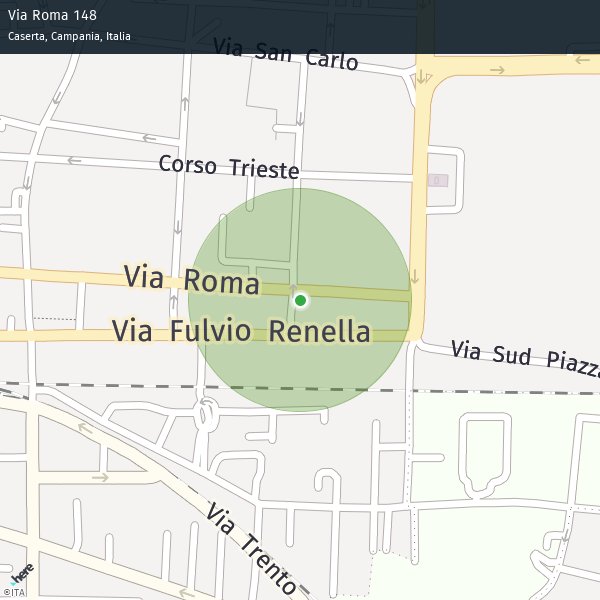 Via Roma 148
Caserta, Campania, Italia
Via San Carlo
Corso Trieste
Via Roma
Via Fulvio Renella
Via Sud Piazza
Via Trento
here
©ITA